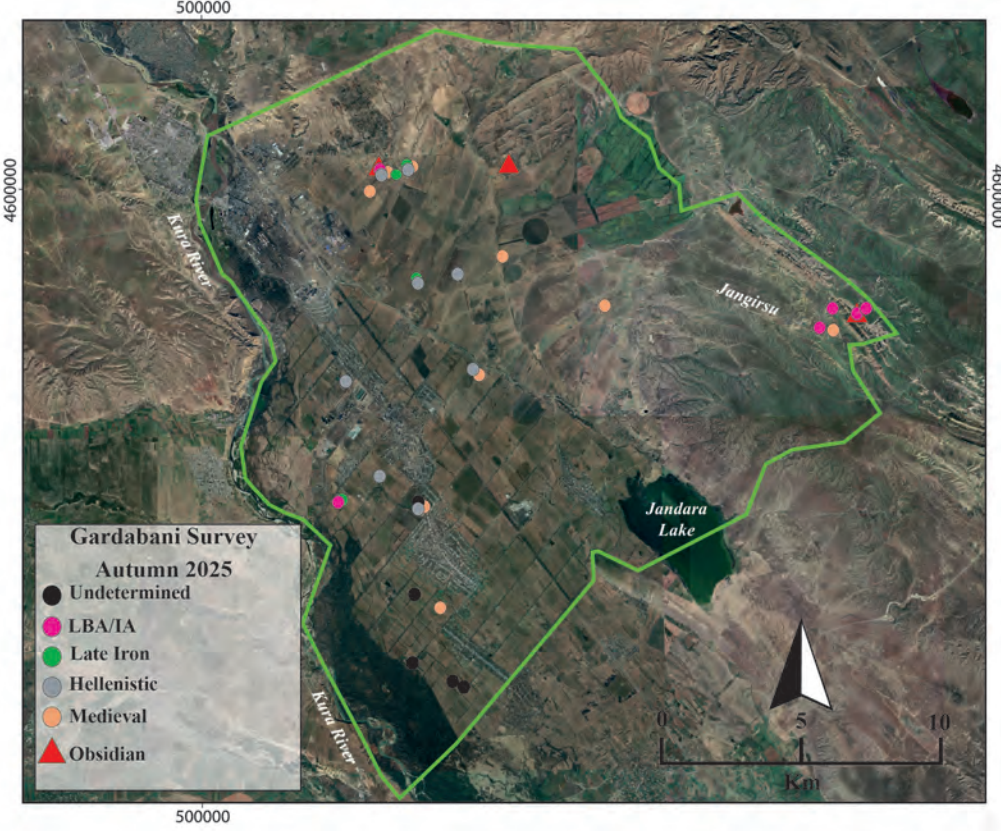 500000
4600000
4600000
Kura River
Jangirsu
Jandara
Lake
Gardabani Survey
Autumn 2025
Undetermined
LBA/IA
Late Iron
Hellenistic
Medieval
Obsidian
Kura River
0 5 10
Km
500000